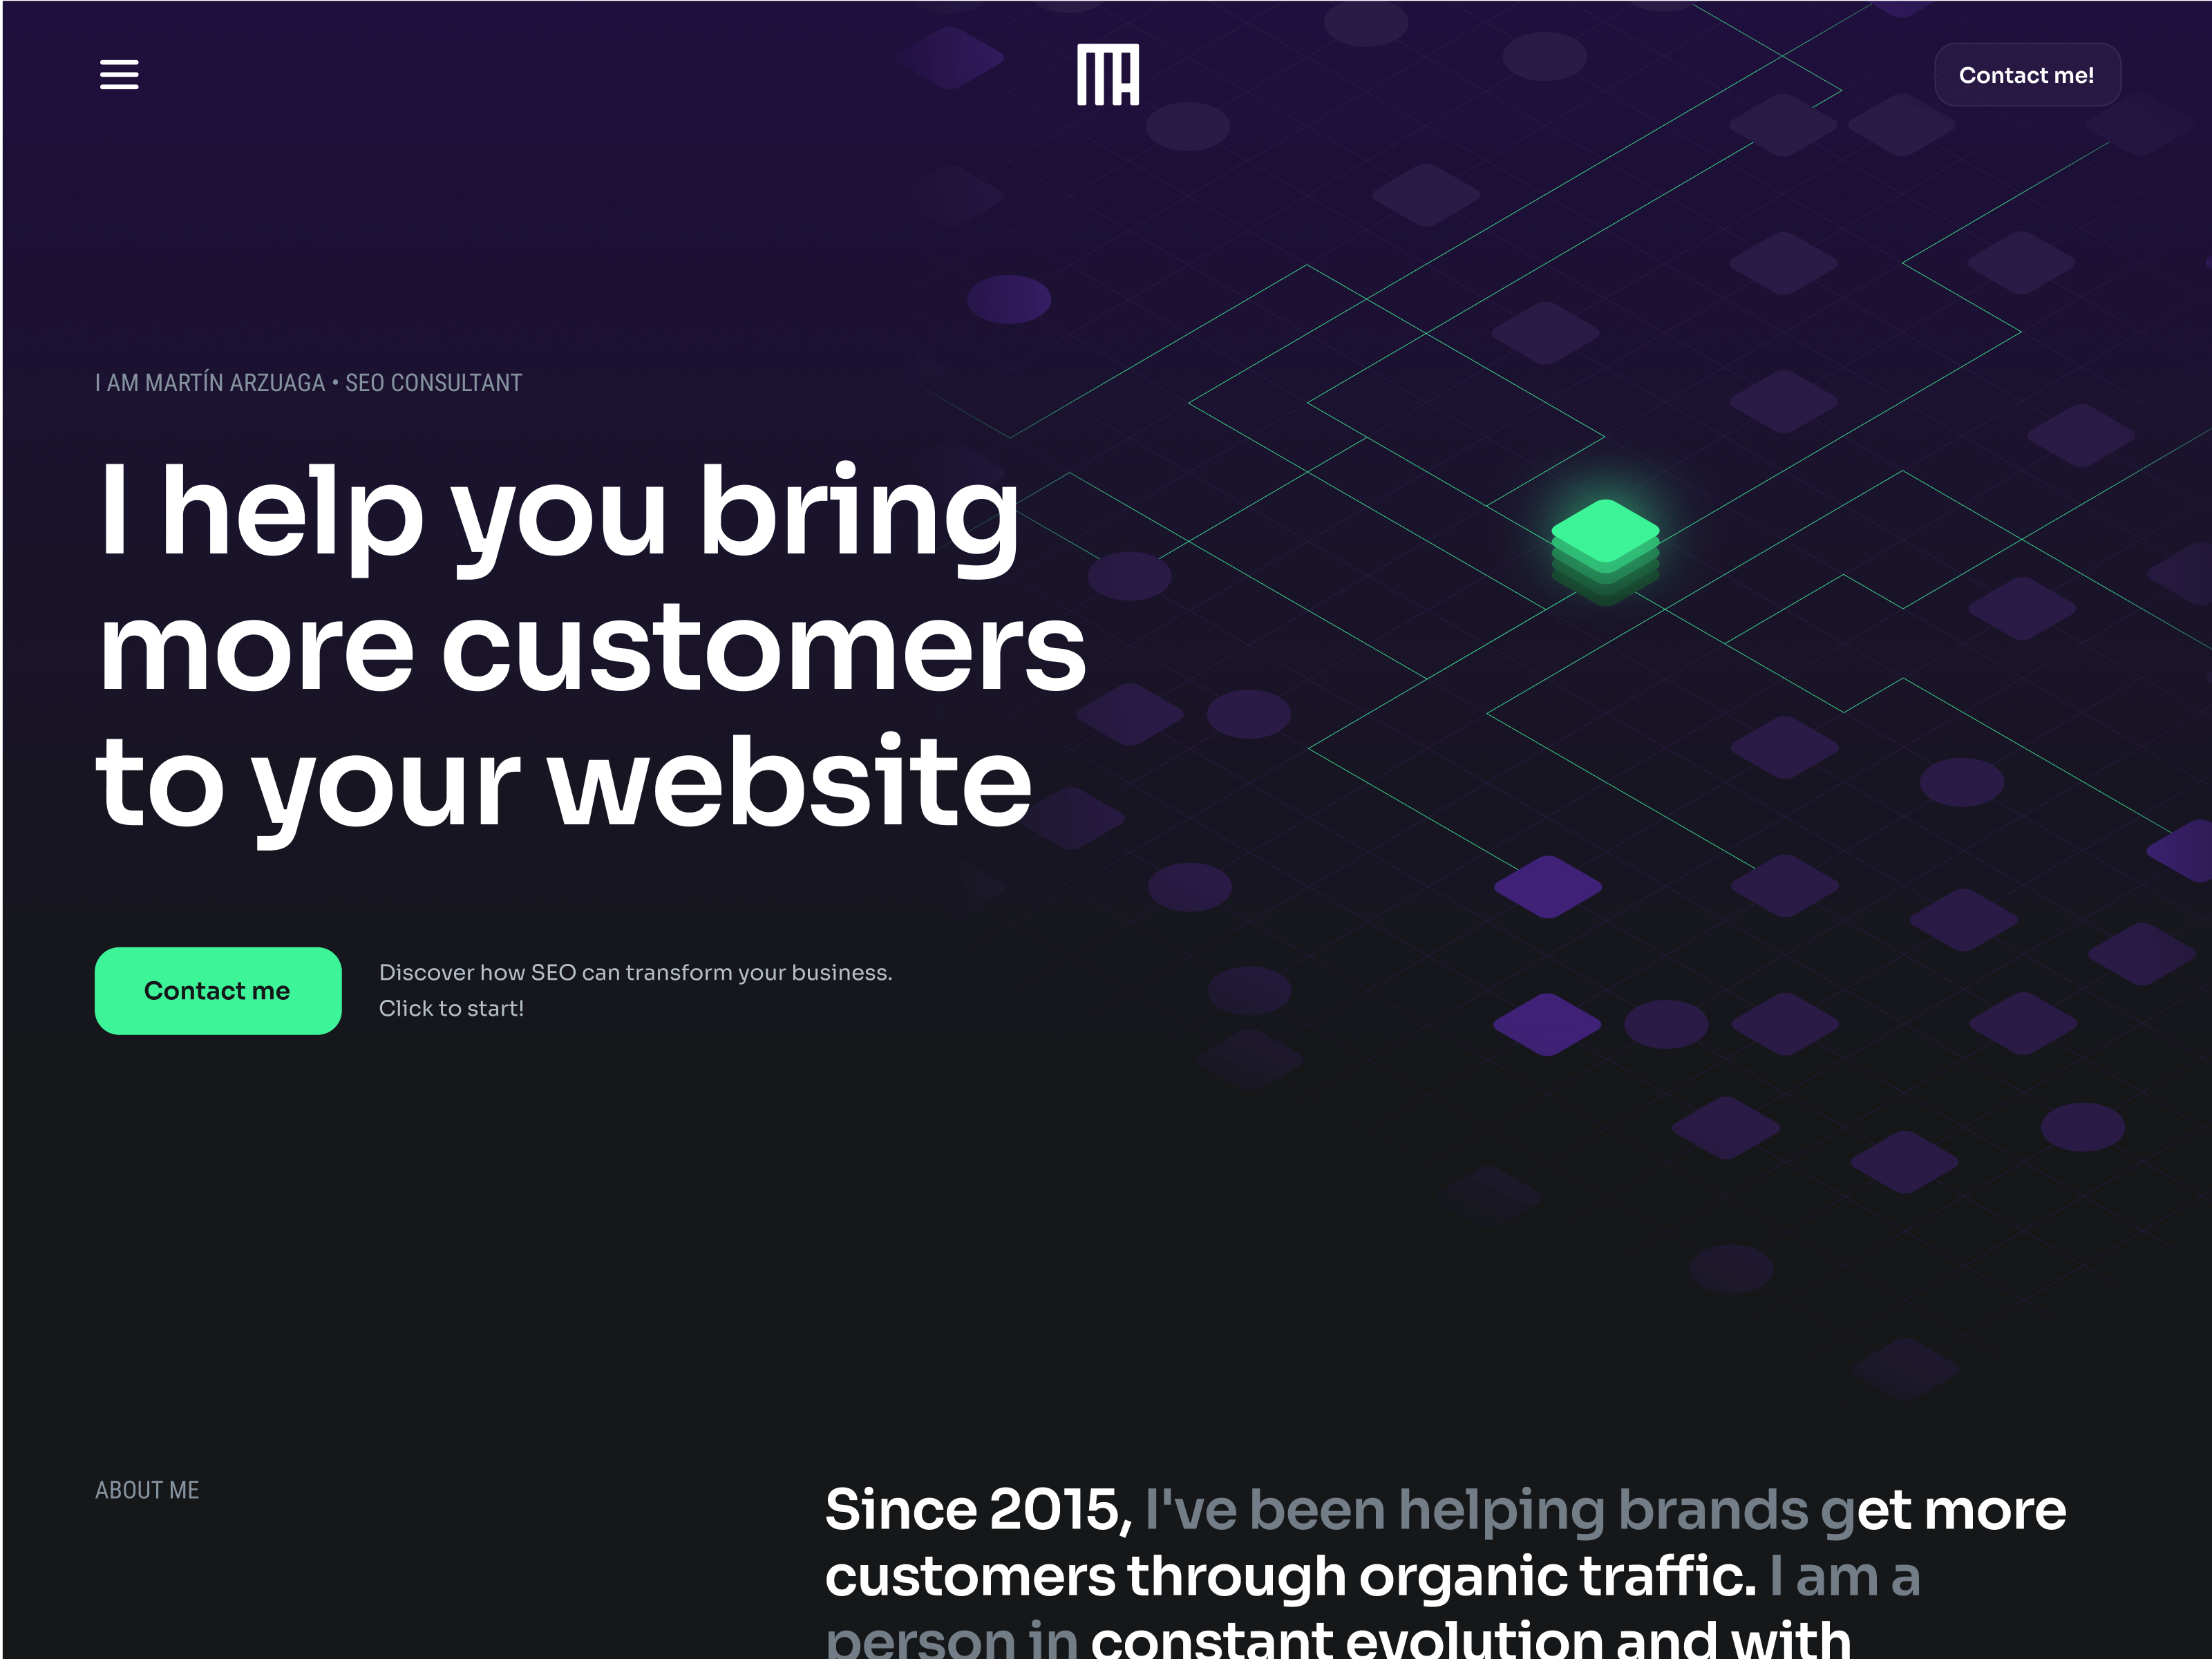 MA
Contact me!
I AM MARTÍN ARZUAGA • SEO CONSULTANT
I help you bring
more customers
to your website
Contact me
Discover how SEO can transform your business.
Click to start!
ABOUT ME
Since 2015, I've been helping brands get more
customers through organic traffic. I am a
person in constant evolution and with